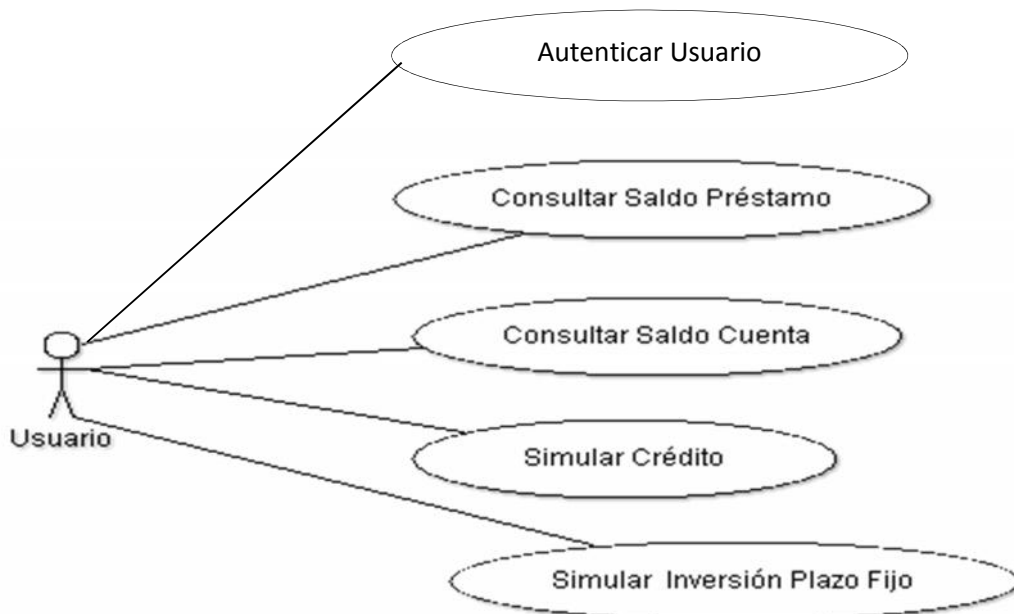 Autenticar Usuario
Consultar Saldo Préstamo
Consultar Saldo Cuenta
Usuario
Simular Crédito
Simular Inversión Plazo Fijo